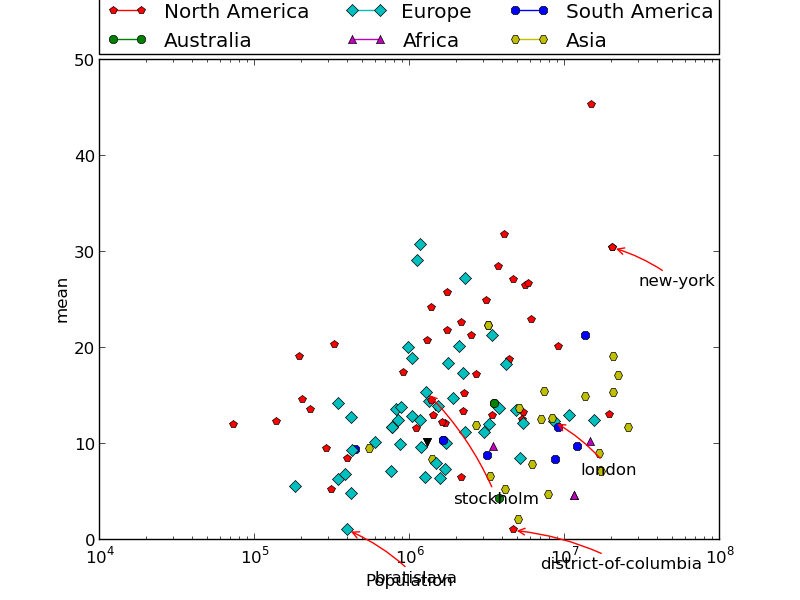 North America Europe South America
Australia Africa Asia
50
40
30
20
10
0
mean
new-york
london
stockholm
district-of-columbia
bratislava
10^4 10^5 10^6 10^7 10^8
Population